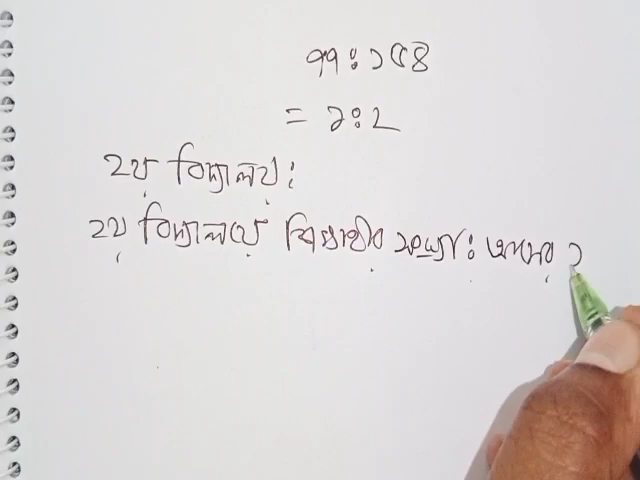 ৭৭ : ১৫৪
= ১ : ২
২য় বিদ্যালয় :
২য় বিদ্যালয়ে শিক্ষার্থীর সংখ্যা :